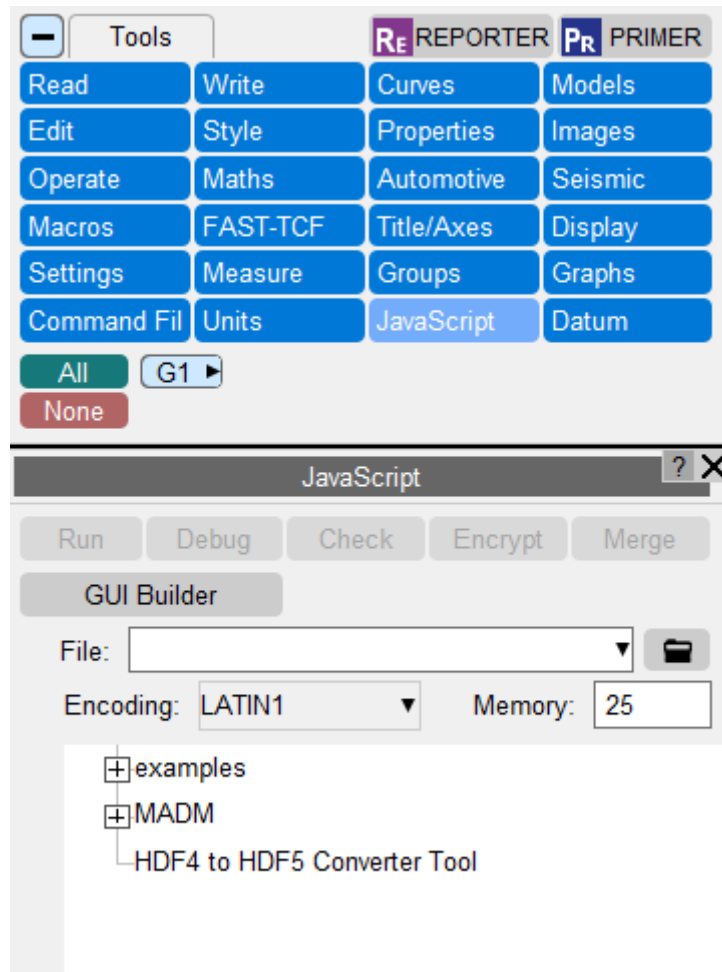 Tools RE REPORTER PR PRIMER
Read Write Curves Models
Edit Style Properties Images
Operate Maths Automotive Seismic
Macros FAST-TCF Title/Axes Display
Settings Measure Groups Graphs
Command Fil Units JavaScript Datum
All G1
None
JavaScript ? X
Run Debug Check Encrypt Merge
GUI Builder
File:
Encoding: LATIN1 Memory: 25
examples
MADM
HDF4 to HDF5 Converter Tool